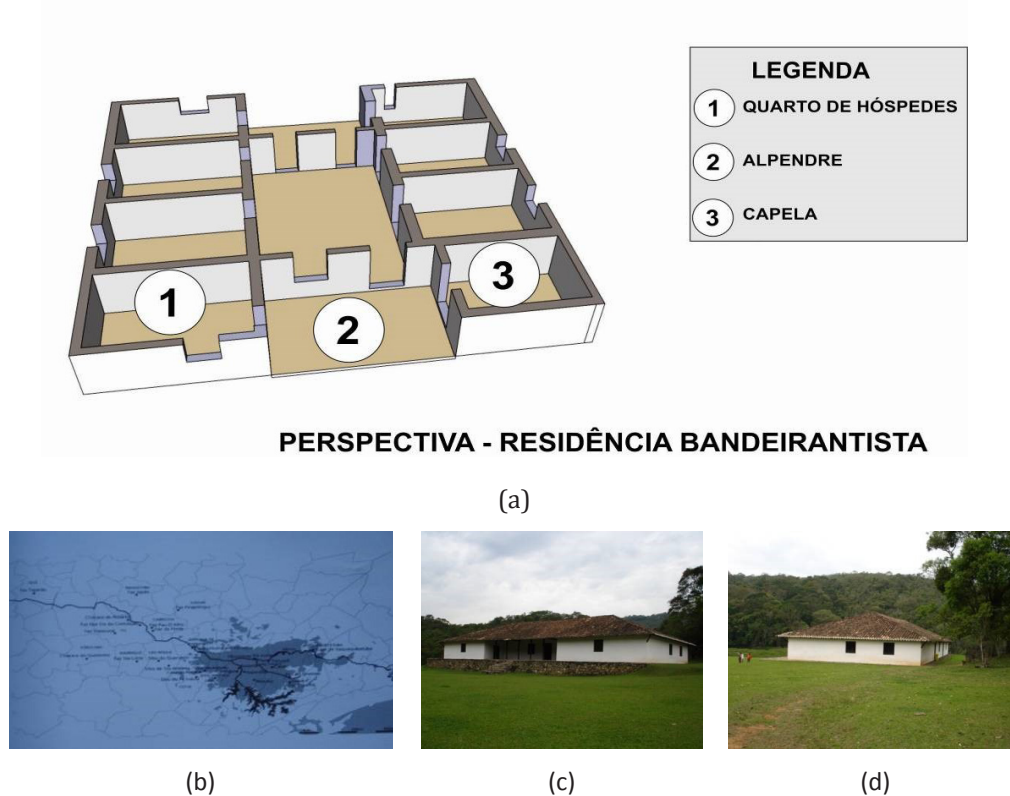 LEGENDA
1 QUARTO DE HÓSPEDES
2 ALPENDRE
3 CAPELA
1
2
3
PERSPECTIVA - RESIDÊNCIA BANDEIRANTISTA
(a)
(b)
(c)
(d)